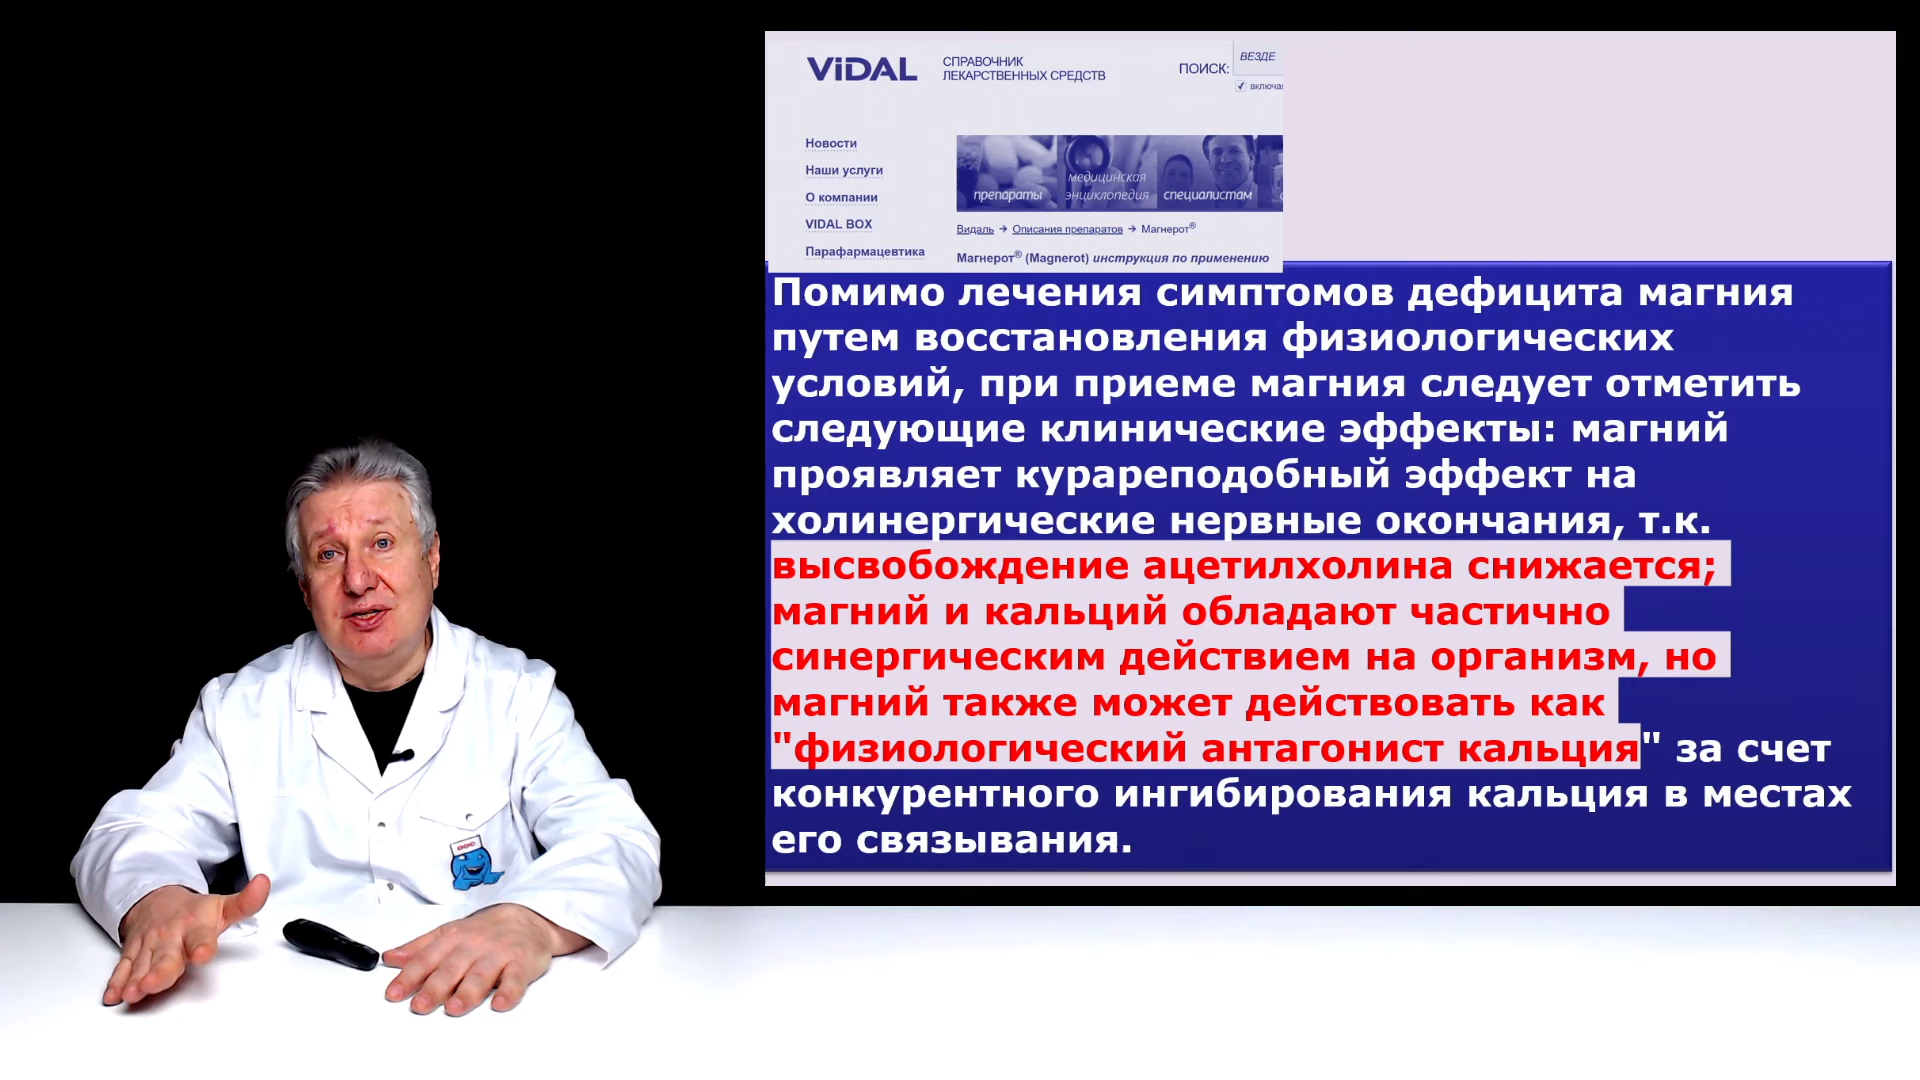 ViDAL
СПРАВОЧНИК
ЛЕКАРСТВЕННЫХ СРЕДСТВ
ПОИСК:
ВЕЗДЕ
Новости
Наши услуги
О компании
VIDAL BOX
Парафармацевтика
препараты
медицинская
энциклопедия
специалистам
Видаль → Описания препаратов → Магнерот®
Магнерот® (Magnerot) инструкция по применению
Помимо лечения симптомов дефицита магния
путем восстановления физиологических
условий, при приеме магния следует отметить
следующие клинические эффекты: магний
проявляет курареподобный эффект на
холинергические нервные окончания, т.к.
высвобождение ацетилхолина снижается;
магний и кальций обладают частично
синергическим действием на организм, но
магний также может действовать как
"физиологический антагонист кальция" за счет
конкурентного ингибирования кальция в местах
его связывания.